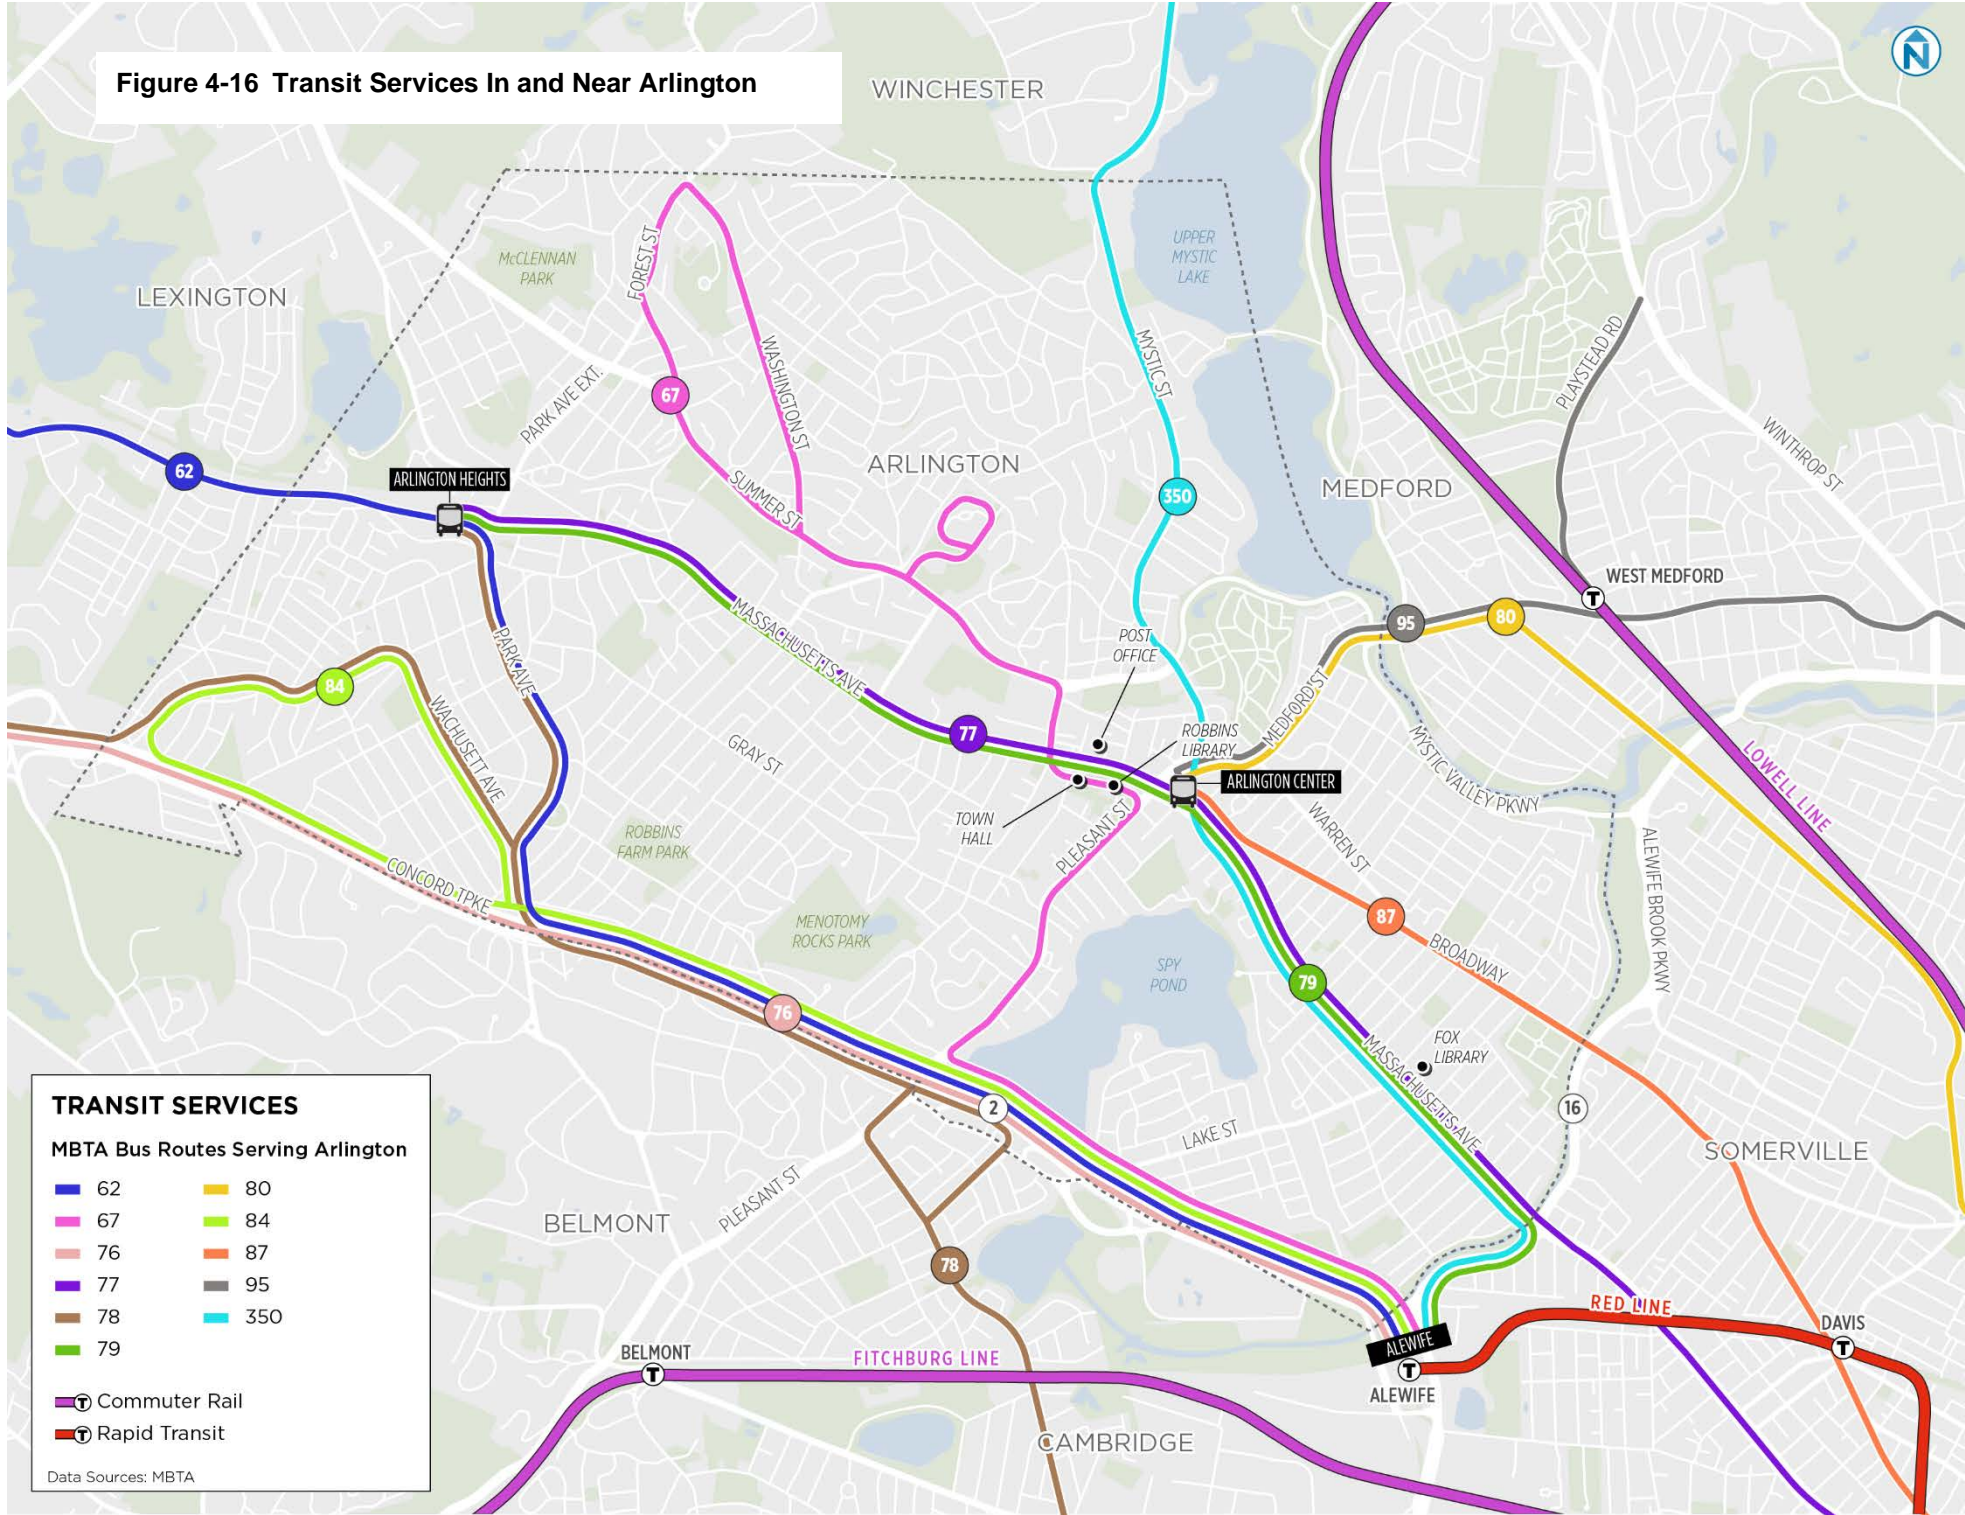 Figure 4-16 Transit Services In and Near Arlington
N
WINCHESTER
UPPER
MYSTIC
LAKE
McCLENNAN
PARK
FOREST ST
LEXINGTON
MYSTIC ST
WASHINGTON ST
PLAYSTEAD RD
PARK AVE EXT.
67
WINTHROP ST
62
ARLINGTON HEIGHTS
ARLINGTON
MEDFORD
SUMMER ST
350
WEST MEDFORD
T
MASSACHUSETTS AVE
95
80
POST
OFFICE
PARK AVE
84
WACHUSETT AVE
MEDFORD ST
77
ROBBINS
LIBRARY
GRAY ST
MYSTIC VALLEY PKWY
LOWELL LINE
ARLINGTON CENTER
TOWN
HALL
PLEASANT ST
WARREN ST
ROBBINS
FARM PARK
ALEWIFE BROOK PKWY
CONCORD TPKE
MENOTOMY
ROCKS PARK
87
BROADWAY
SPY
POND
79
76
FOX
LIBRARY
MASSACHUSETTS AVE
2
16
LAKE ST
SOMERVILLE
PLEASANT ST
BELMONT
78
RED LINE
DAVIS
T
ALEWIFE
BELMONT
T
FITCHBURG LINE
T
ALEWIFE
CAMBRIDGE
TRANSIT SERVICES
MBTA Bus Routes Serving Arlington
62
67
76
77
78
79
80
84
87
95
350
T Commuter Rail
T Rapid Transit
Data Sources: MBTA